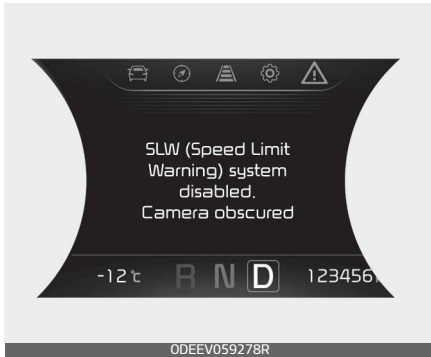 SLW (Speed Limit
Warning) system
disabled.
Camera obscured
-12℃ R N D 123456
ODEEV059278R